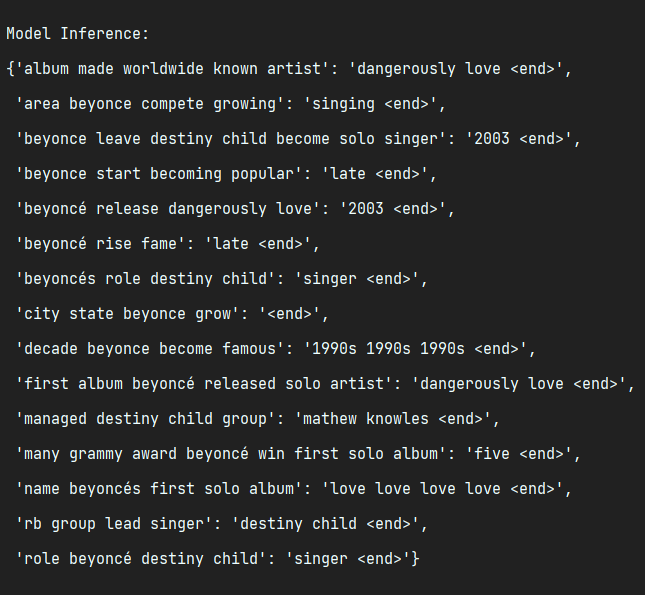 Model Inference:
{'album made worldwide known artist': 'dangerously love <end>',
'area beyonce compete growing': 'singing <end>',
'beyonce leave destiny child become solo singer': '2003 <end>',
'beyonce start becoming popular': 'late <end>',
'beyoncé release dangerously love': '2003 <end>',
'beyoncé rise fame': 'late <end>',
'beyoncés role destiny child': 'singer <end>',
'city state beyonce grow': '<end>',
'decade beyonce become famous': '1990s 1990s 1990s <end>',
'first album beyoncé released solo artist': 'dangerously love <end>',
'managed destiny child group': 'mathew knowles <end>',
'many grammy award beyoncé win first solo album': 'five <end>',
'name beyoncés first solo album': 'love love love love <end>',
'rb group lead singer': 'destiny child <end>',
'role beyoncé destiny child': 'singer <end>'}